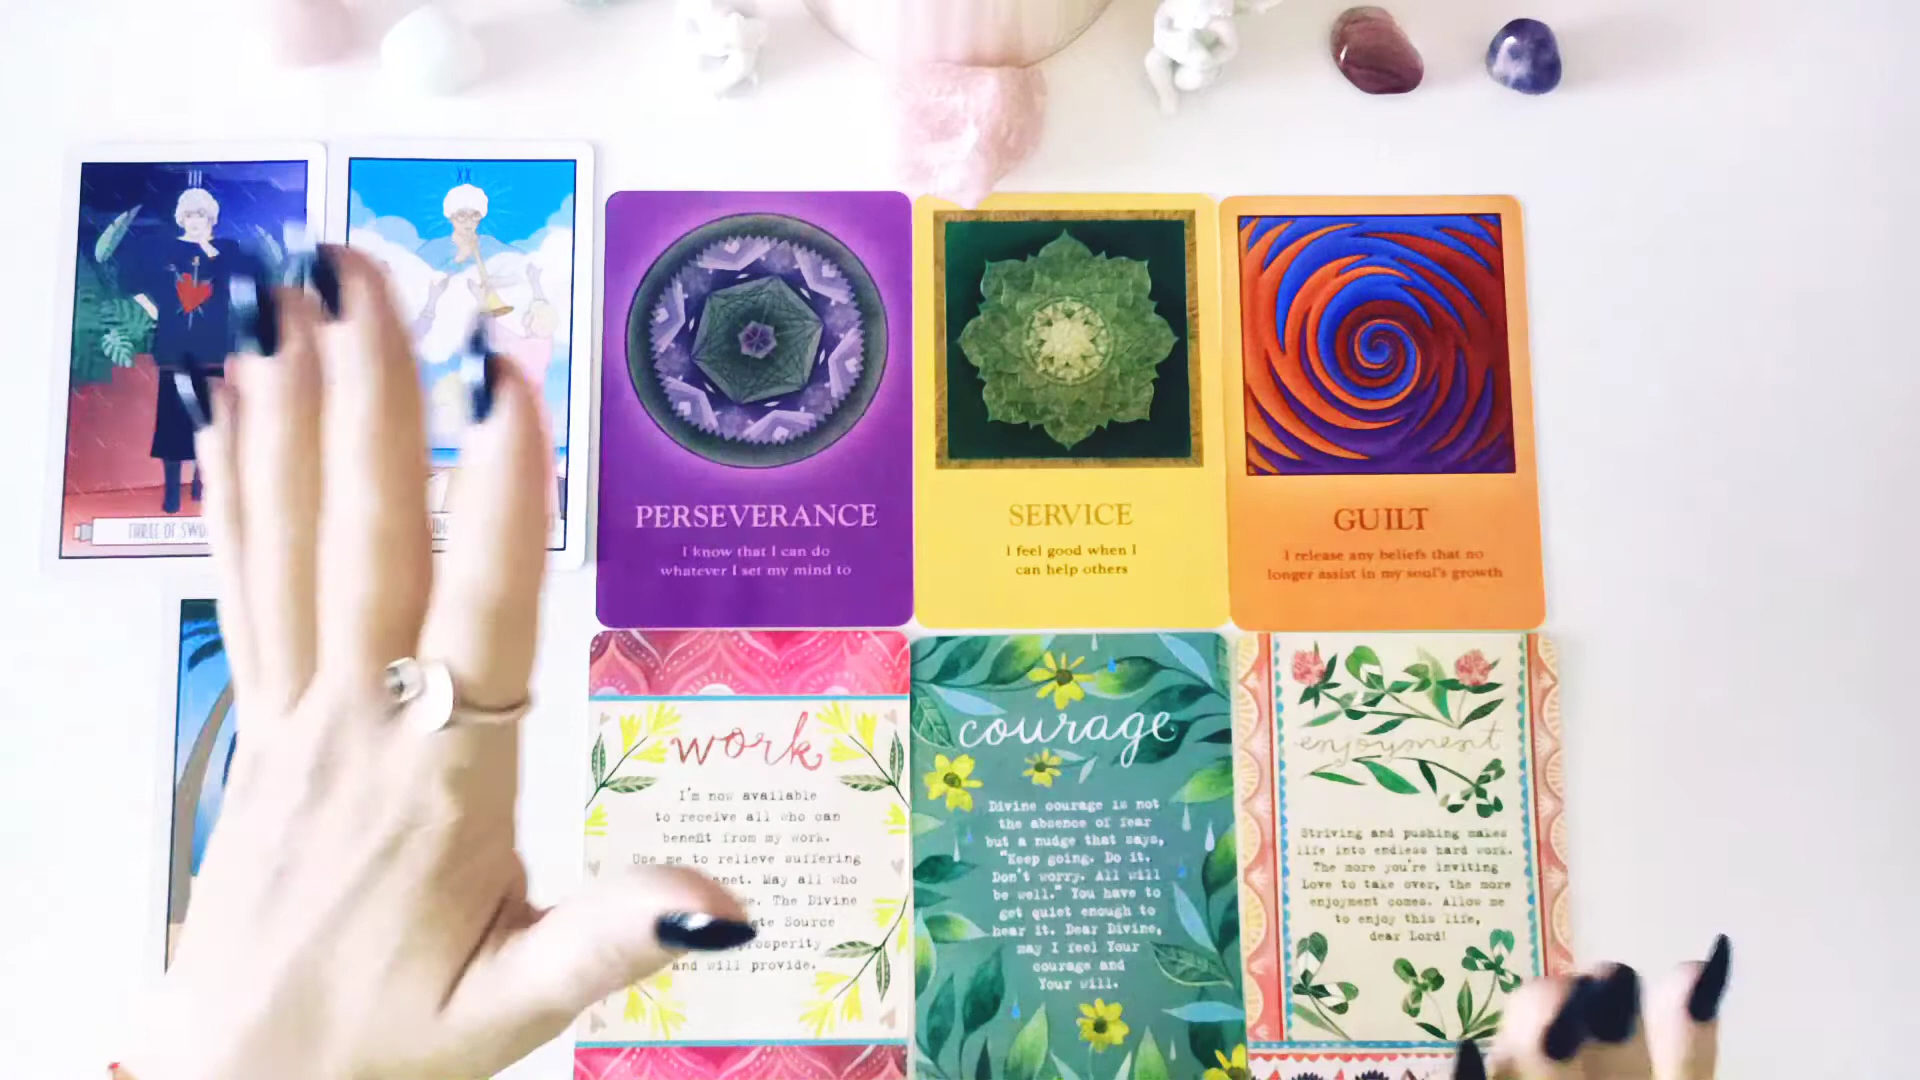 III
XX
THREE OF SWO
PERSEVERANCE
I know that I can do
whatever I set my mind to
SERVICE
I feel good when I
can help others
GUILT
I release any beliefs that no
longer assist in my soul's growth
work
I'm now available
to receive all who can
benefit from my work.
Use me to relieve suffering
May all who
The Divine
Source
prosperity
and will provide.
courage
Divine courage is not
the absence of fear
but a nudge that says,
"Keep going. Do it.
Don't worry. All will
be well." You have to
get quiet enough to
hear it. Dear Divine,
may I feel Your
courage and
Your will.
enjoyment
Striving and pushing makes
life into endless hard work.
The more you're inviting
Love to take over, the more
enjoyment comes. Allow me
to enjoy this life,
dear Lord!